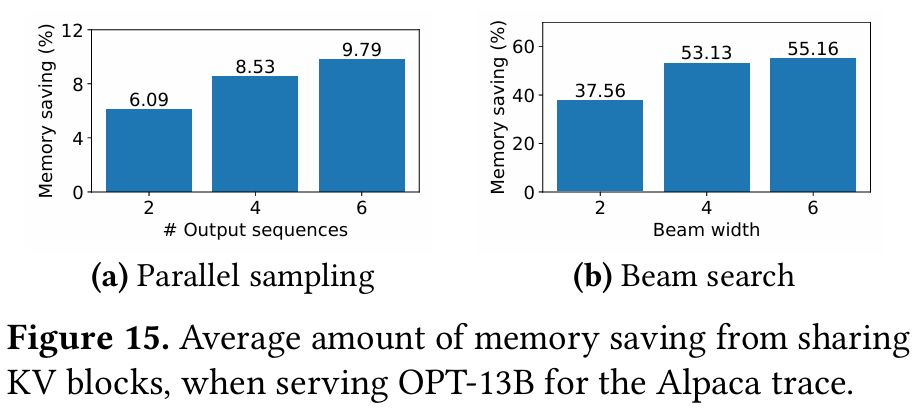 Memory saving (%)
12
8
4
0
6.09
8.53
9.79
2
4
6
# Output sequences
(a) Parallel sampling
Memory saving (%)
60
40
20
0
37.56
53.13
55.16
2
4
6
Beam width
(b) Beam search
Figure 15. Average amount of memory saving from sharing
KV blocks, when serving OPT-13B for the Alpaca trace.